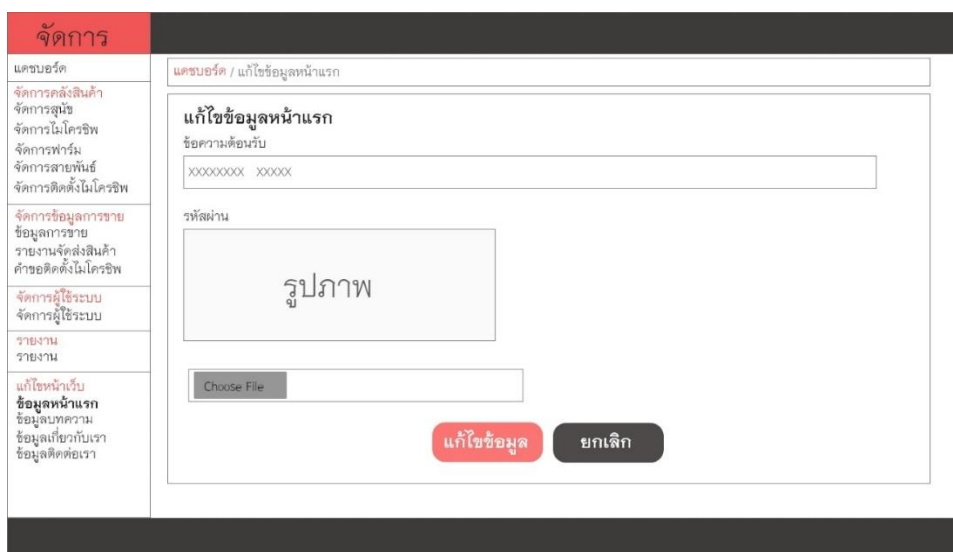 จัดการ
แดชบอร์ด
จัดการคลังสินค้า
จัดการสุนัข
จัดการไมโครชิพ
จัดการฟาร์ม
จัดการสายพันธ์
จัดการติดตั้งไมโครชิพ
จัดการข้อมูลการขาย
ข้อมูลการขาย
รายงานจัดส่งสินค้า
คำขอติดตั้งไมโครชิพ
จัดการผู้ใช้ระบบ
จัดการผู้ใช้ระบบ
รายงาน
รายงาน
แก้ไขหน้าเว็บ
ข้อมูลหน้าแรก
ข้อมูลบทความ
ข้อมูลเกี่ยวกับเรา
ข้อมูลติดต่อเรา
แดชบอร์ด / แก้ไขข้อมูลหน้าแรก
แก้ไขข้อมูลหน้าแรก
ข้อความต้อนรับ
XXXXXXXX XXXXX
รหัสผ่าน
รูปภาพ
Choose File
แก้ไขข้อมูล ยกเลิก